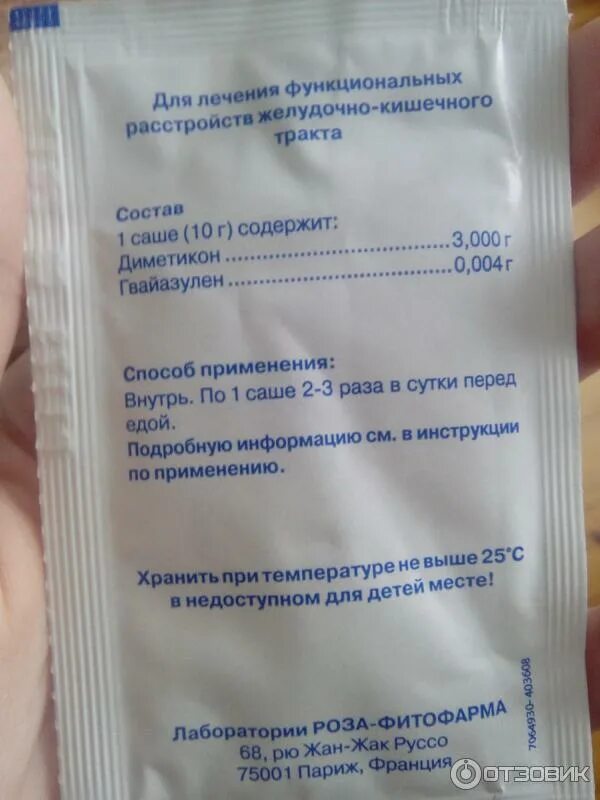 Для лечения функциональных
расстройств желудочно-кишечного
тракта
Состав
1 саше (10 г) содержит:
Диметикон ................................ 3,000 г
Гвайазулен ................................ 0,004 г
Способ применения:
Внутрь. По 1 саше 2-3 раза в сутки перед
едой.
Подробную информацию см. в инструкции
по применению.
Хранить при температуре не выше 25°C
в недоступном для детей месте!
7064930- 403608
Лаборатории РОЗА-ФИТОФАРМА
68, рю Жан-Жак Руссо
75001 Париж, Франция
ОТЗОВИК